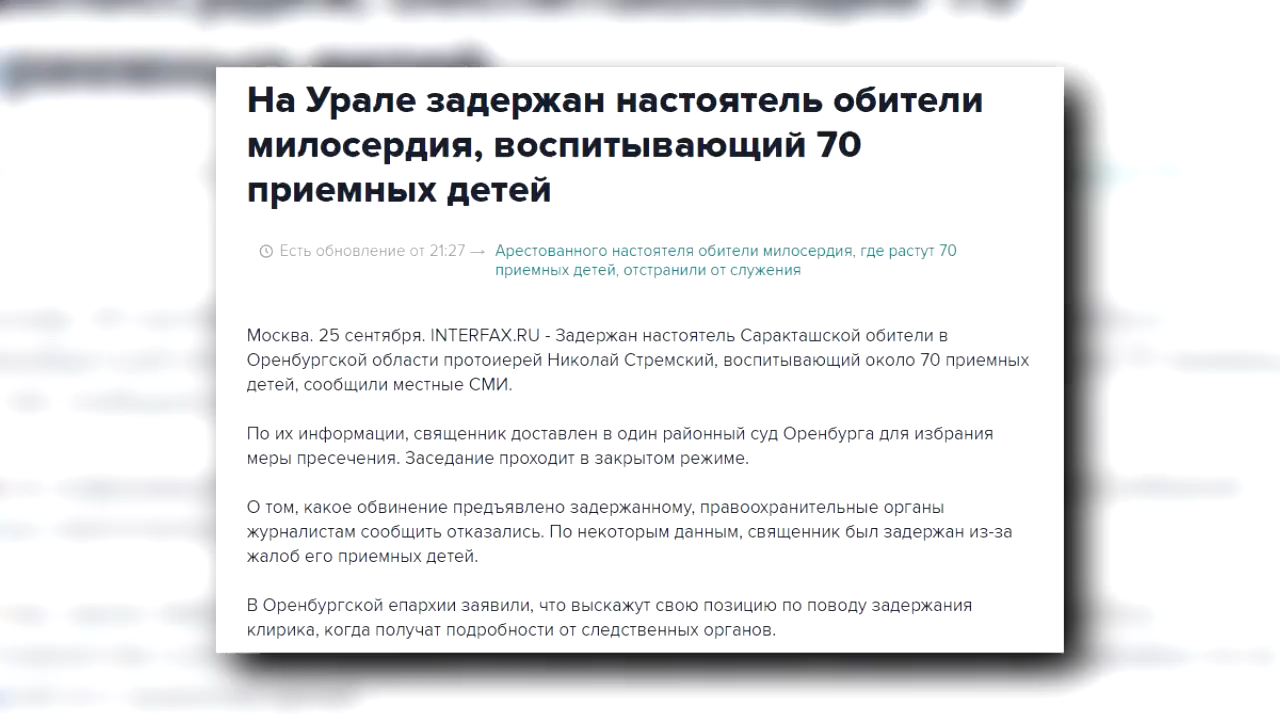 На Урале задержан настоятель обители
милосердия, воспитывающий 70
приемных детей
Есть обновление от 21:27 → Арестованного настоятеля обители милосердия, где растут 70
приемных детей, отстранили от служения
Москва. 25 сентября. INTERFAX.RU - Задержан настоятель Саракташской обители в
Оренбургской области протоиерей Николай Стремский, воспитывающий около 70 приемных
детей, сообщили местные СМИ.
По их информации, священник доставлен в один районный суд Оренбурга для избрания
меры пресечения. Заседание проходит в закрытом режиме.
О том, какое обвинение предъявлено задержанному, правоохранительные органы
журналистам сообщить отказались. По некоторым данным, священник был задержан из-за
жалоб его приемных детей.
В Оренбургской епархии заявили, что выскажут свою позицию по поводу задержания
клирика, когда получат подробности от следственных органов.